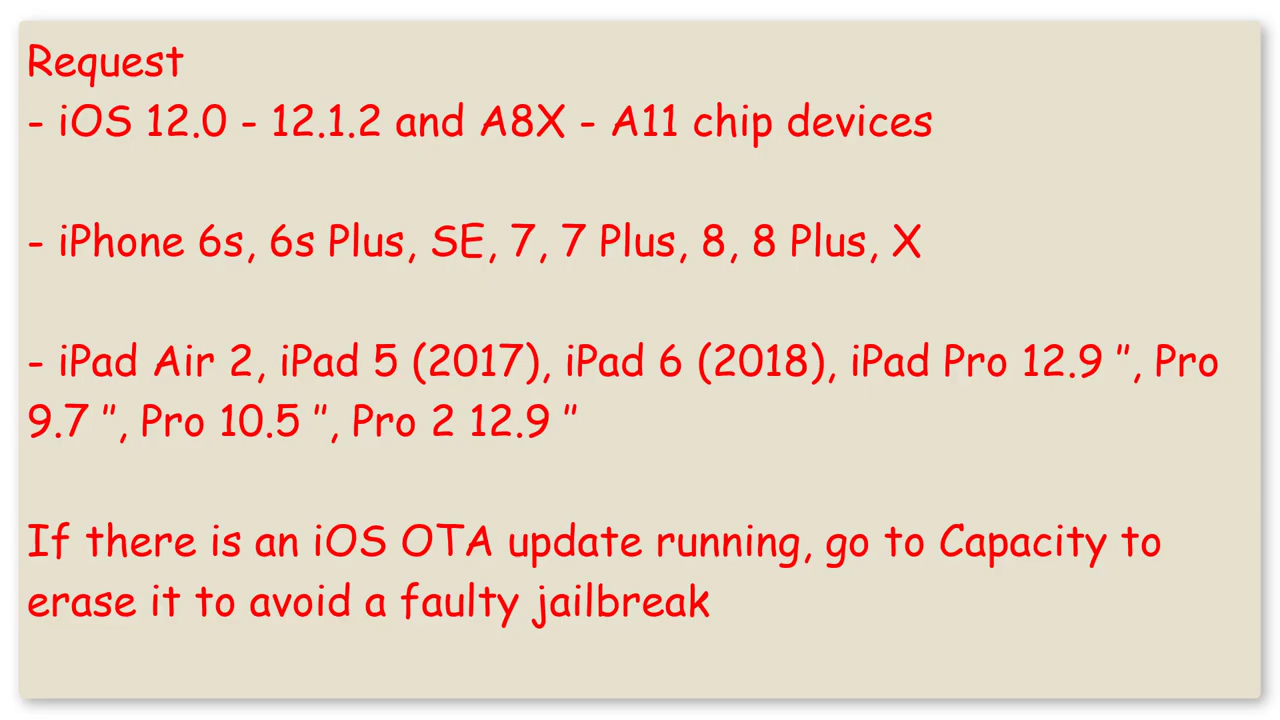 Request
- iOS 12.0 - 12.1.2 and A8X - A11 chip devices
- iPhone 6s, 6s Plus, SE, 7, 7 Plus, 8, 8 Plus, X
- iPad Air 2, iPad 5 (2017), iPad 6 (2018), iPad Pro 12.9 ″, Pro
9.7 ″, Pro 10.5 ″, Pro 2 12.9 ″
If there is an iOS OTA update running, go to Capacity to
erase it to avoid a faulty jailbreak